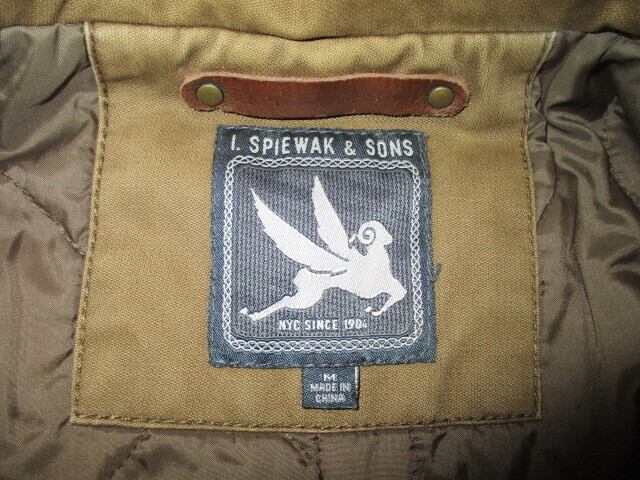 I. SPIEWAK & SONS
NYC SINCE 1904
M
MADE IN
CHINA